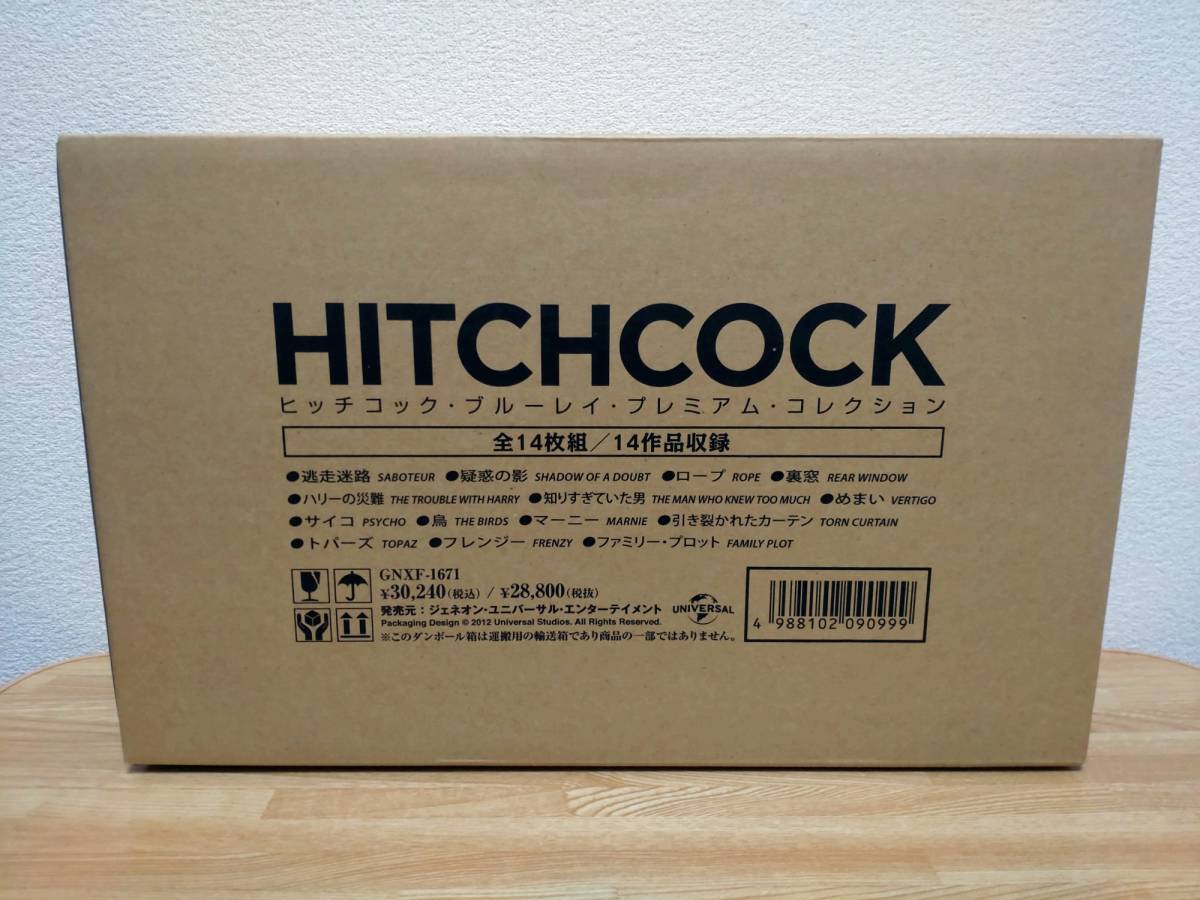 HITCHCOCK
ヒッチコック・ブルーレイ・プレミアム・コレクション
全14枚組／14作品収録
●逃走迷路 SABOTEUR ●疑惑の影 SHADOW OF A DOUBT ●ロープ ROPE ●裏窓 REAR WINDOW
●ハリーの災難 THE TROUBLE WITH HARRY ●知りすぎていた男 THE MAN WHO KNEW TOO MUCH ●めまい VERTIGO
●サイコ PSYCHO ●鳥 THE BIRDS ●マーニー MARNIE ●引き裂かれたカーテン TORN CURTAIN
●トパーズ TOPAZ ●フレンジー FRENZY ●ファミリー・プロット FAMILY PLOT
GNXF-1671
¥30,240(税込) / ¥28,800(税抜)
発売元：ジェネオン・ユニバーサル・エンターテイメント
Packaging Design © 2012 Universal Studios. All Rights Reserved.
※このダンボール箱は運搬用の輸送箱であり商品の一部ではありません。
UNIVERSAL
4 988102 090999